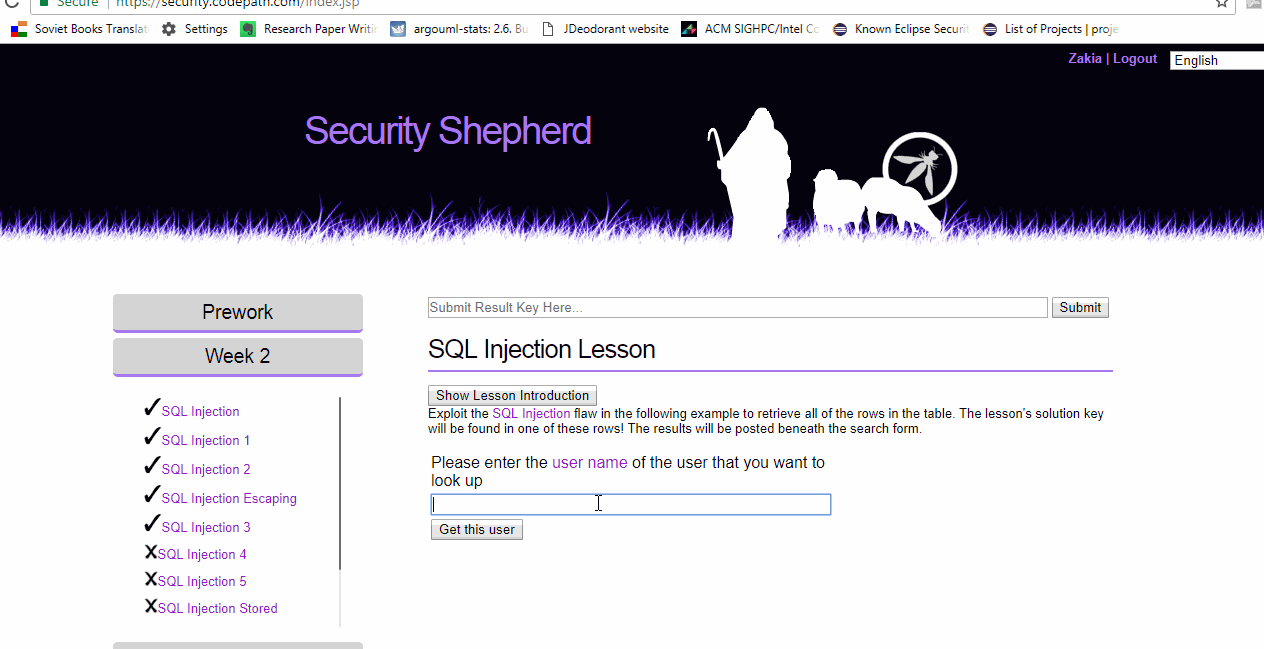 Secure https://security.codepath.com/index.jsp
Soviet Books Translat Settings Research Paper Writin argouml-stats: 2.6. Bu JDeodorant website ACM SIGHPC/Intel Co Known Eclipse Securit List of Projects | proje
Zakia | Logout English
Security Shepherd
Prework
Week 2
SQL Injection
SQL Injection 1
SQL Injection 2
SQL Injection Escaping
SQL Injection 3
SQL Injection 4
SQL Injection 5
SQL Injection Stored
Submit Result Key Here... Submit
SQL Injection Lesson
Show Lesson Introduction
Exploit the SQL Injection flaw in the following example to retrieve all of the rows in the table. The lesson's solution key
will be found in one of these rows! The results will be posted beneath the search form.
Please enter the user name of the user that you want to
look up
Get this user